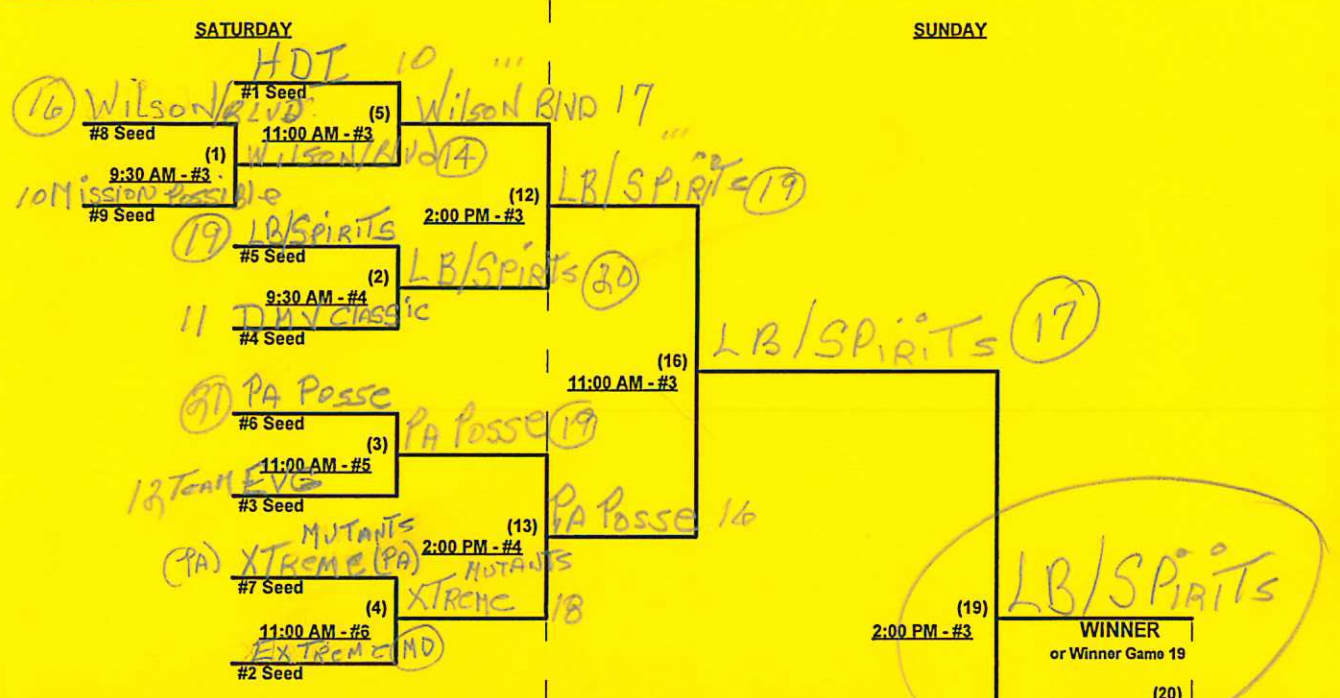 SATURDAY
SUNDAY
HDI 10
#1 Seed
(16) Wilson/BLVD.
(5)
Wilson BlVD 17
#8 Seed
11:00 AM - #3
(1)
Wilson/Blvd (14)
9:30 AM - #3
LB/SPiRiTS (19)
10 Mission Possible
(12)
#9 Seed
2:00 PM - #3
(19) LB/SPiRiTS
#5 Seed
(2)
LB/SPiRiTs (20)
9:30 AM - #4
11 DMV CLASSiC
#4 Seed
LB/SPiRiTs (17)
(16)
11:00 AM - #3
(21) PA Posse
#6 Seed
PA Posse (19)
(3)
11:00 AM - #5
12 TEAM EVG
#3 Seed
PA Posse 16
(13)
MUTANTS
2:00 PM - #4
(PA) XTReme (PA)
MUTANTS
#7 Seed
XTReme 18
LB/SPiRiTs
(4)
(19)
11:00 AM - #6
2:00 PM - #3
WINNER
EXTReme (MD)
or Winner Game 19
#2 Seed
(20)